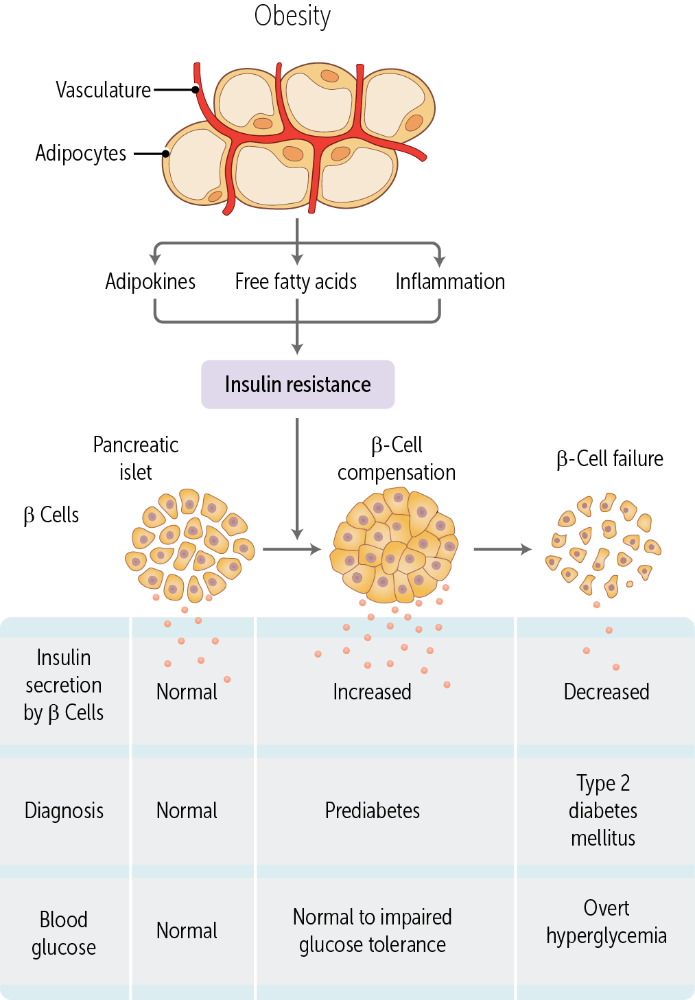 Obesity
Vasculature
Adipocytes
Adipokines
Free fatty acids
Inflammation
Insulin resistance
Pancreatic
islet
β-Cell
compensation
β-Cell failure
β Cells
Insulin
secretion
by β Cells
Normal
Increased
Decreased
Diagnosis
Normal
Prediabetes
Type 2
diabetes
mellitus
Blood
glucose
Normal
Normal to impaired
glucose tolerance
Overt
hyperglycemia